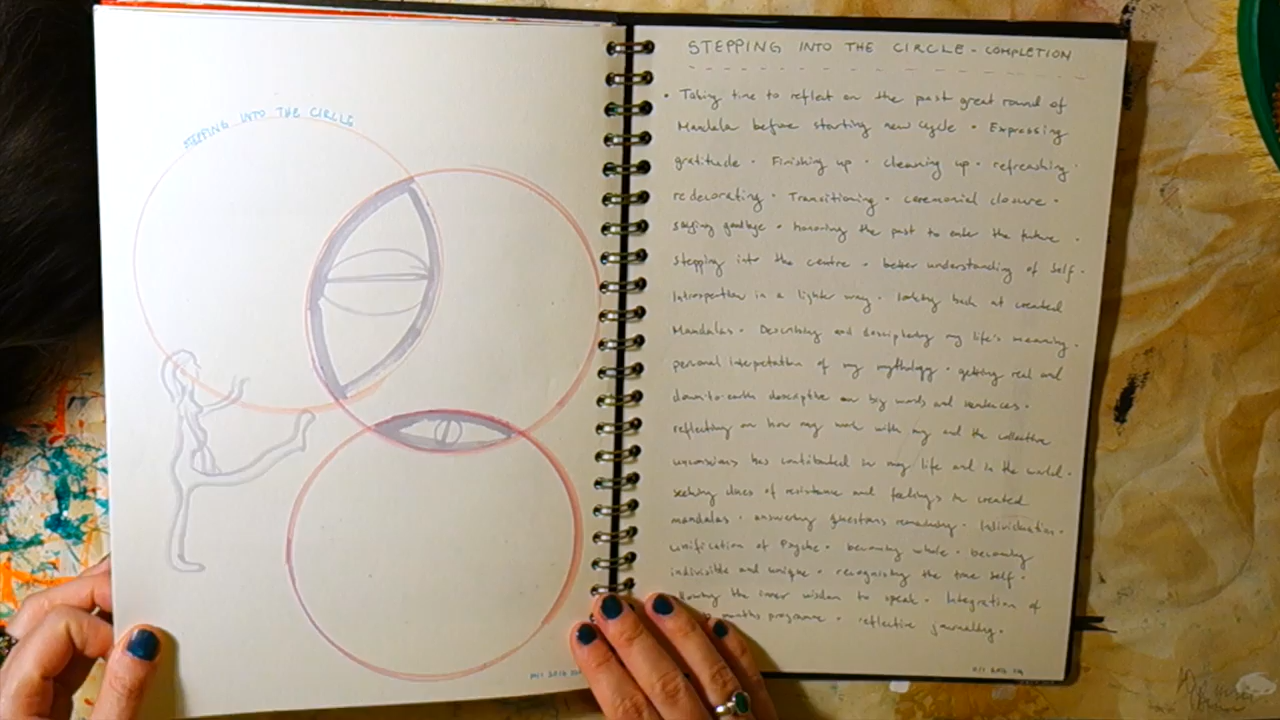 STEPPING INTO THE CIRCLE
STEPPING INTO THE CIRCLE - COMPLETION
• Taking time to reflect on the past great round of
Mandala before starting new cycle • Expressing
gratitude • Finishing up • cleaning up • refreshing •
redecorating • Transitioning • ceremonial closure •
saying goodbye • honoring the past to enter the future •
stepping into the centre • better understanding of self •
Introspection in a lighter way • looking back at created
Mandalas • Describing and desciphering my life's meaning •
personal interpetation of my mythology • getting real and
down-to-earth descriptive on big words and sentences •
reflecting on how my work with my and the collective
unconscious has contributed in my life and in the world •
seeking clues of resistance and feelings in created
mandalas • answering questions remaining • Individuation •
unification of Psyche • becoming whole • becoming
indivisible and unique • recognising the true self •
the inner wisdom to speak • Integration of
months programme • reflective journaling •